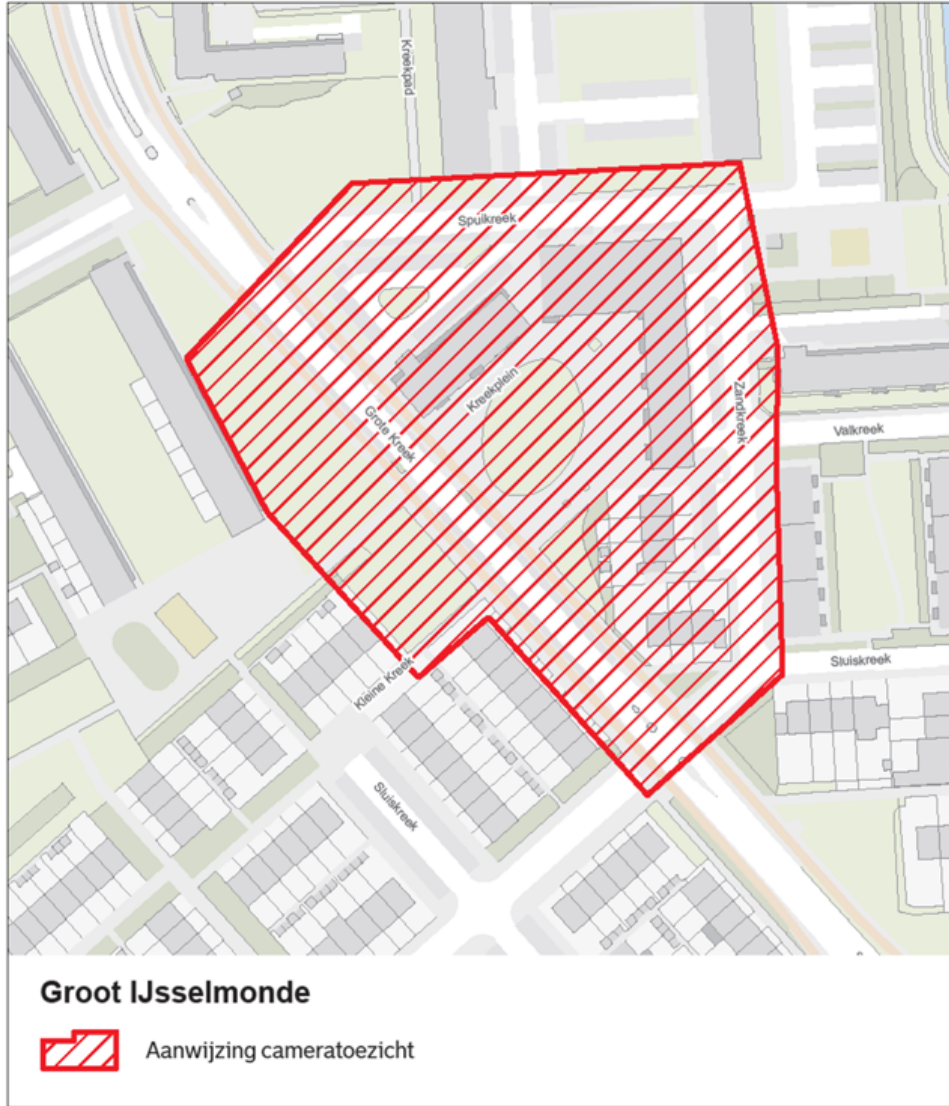 Kreekpad
Spuikreek
Kreekplein
Grote Kreek
Zandkreek
Valkreek
Sluiskreek
Kleine Kreek
Sluiskreek
Groot IJsselmonde
Aanwijzing cameratoezicht